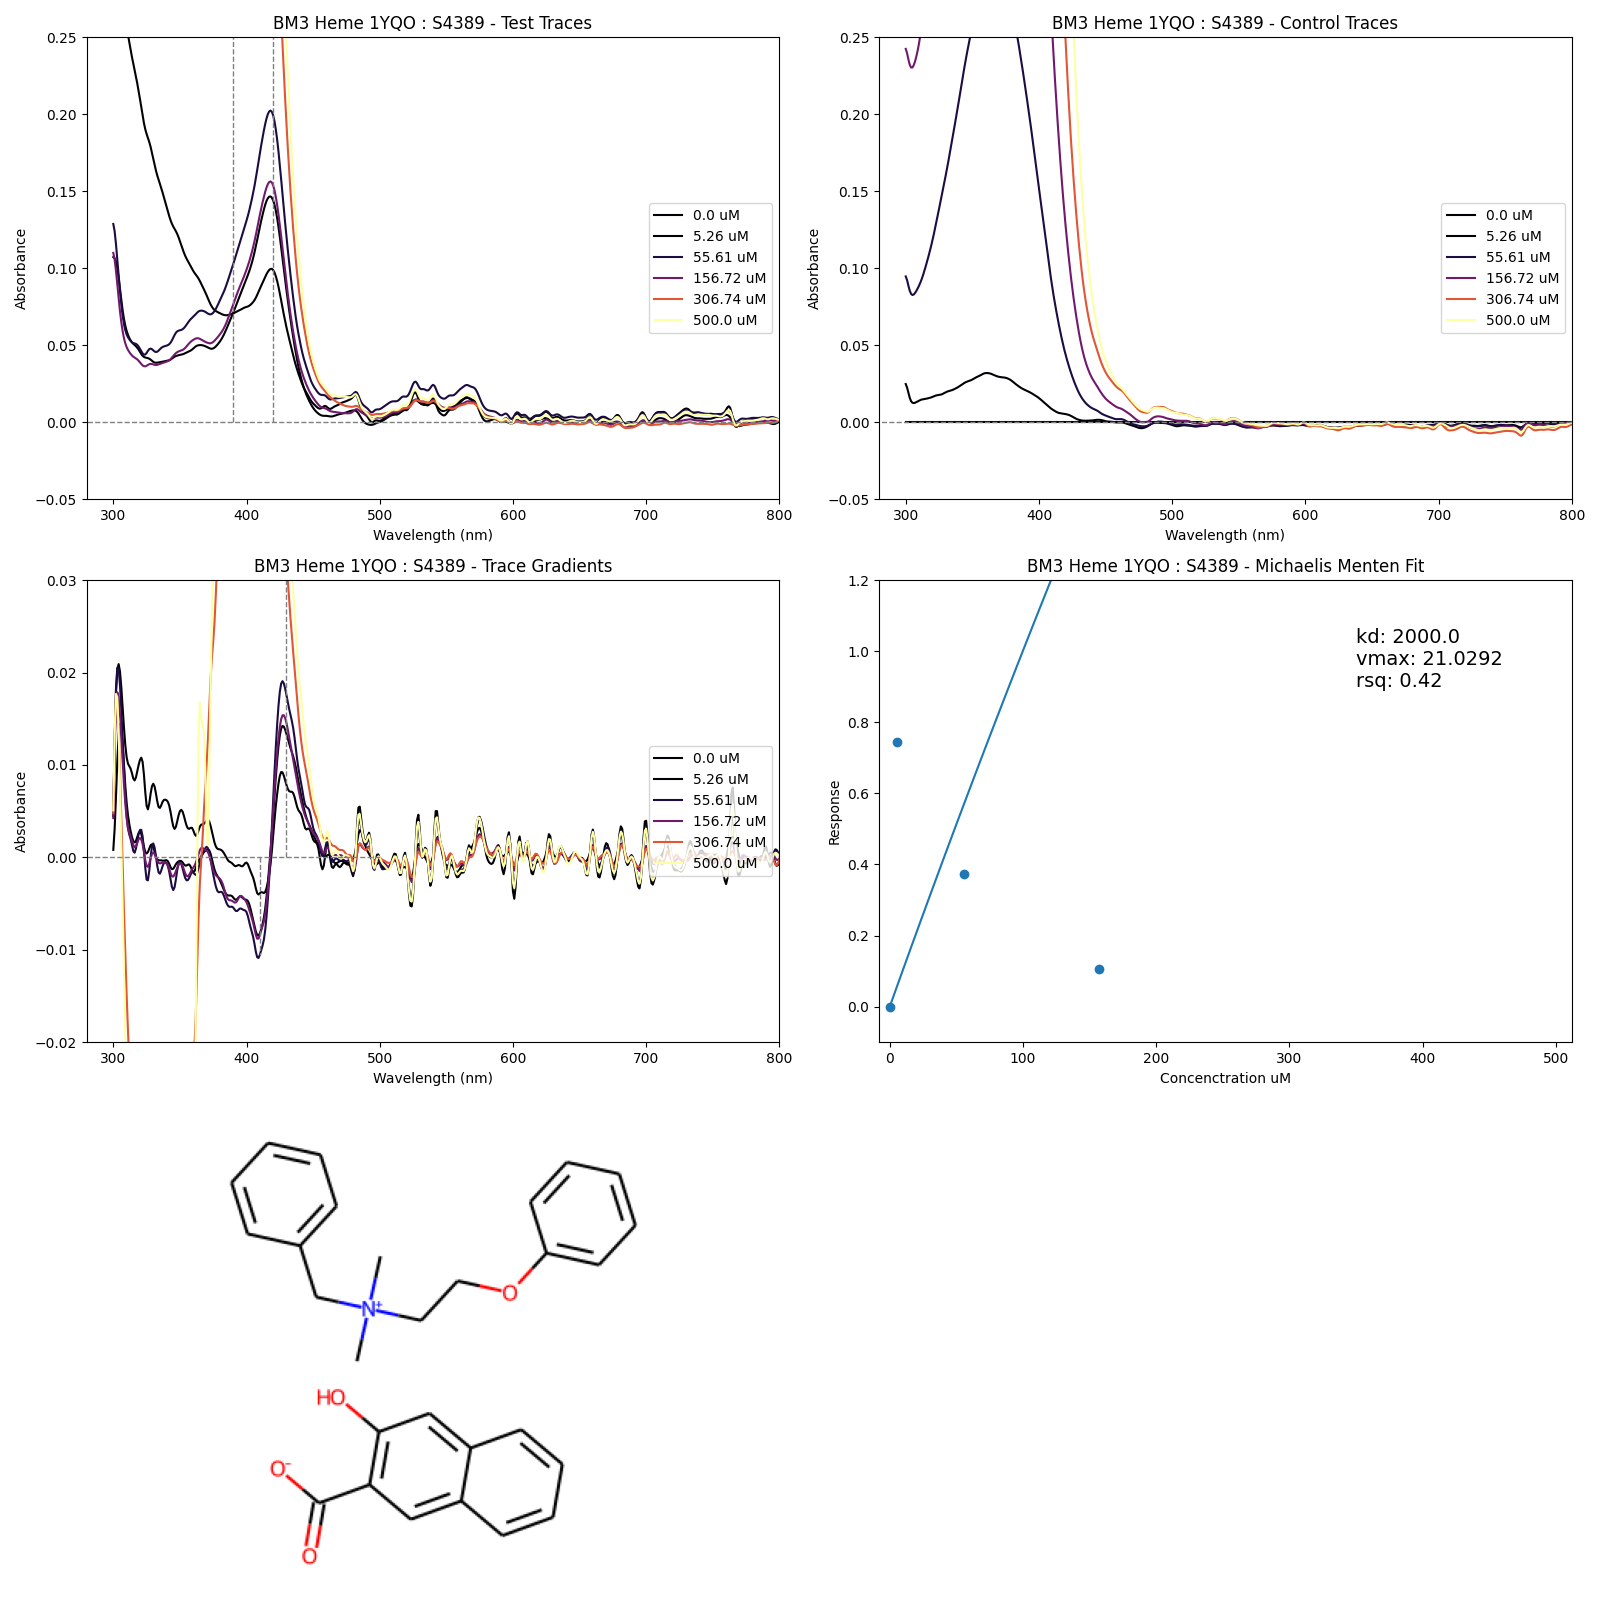 BM3 Heme 1YQO : S4389 - Test Traces
0.25
0.20
0.15
0.10
0.05
0.00
−0.05
Absorbance
300
400
500
600
700
800
Wavelength (nm)
0.0 uM
5.26 uM
55.61 uM
156.72 uM
306.74 uM
500.0 uM
BM3 Heme 1YQO : S4389 - Control Traces
0.25
0.20
0.15
0.10
0.05
0.00
−0.05
Absorbance
300
400
500
600
700
800
Wavelength (nm)
0.0 uM
5.26 uM
55.61 uM
156.72 uM
306.74 uM
500.0 uM
BM3 Heme 1YQO : S4389 - Trace Gradients
0.03
0.02
0.01
0.00
−0.01
−0.02
Absorbance
300
400
500
600
700
800
Wavelength (nm)
0.0 uM
5.26 uM
55.61 uM
156.72 uM
306.74 uM
500.0 uM
BM3 Heme 1YQO : S4389 - Michaelis Menten Fit
1.2
1.0
0.8
0.6
0.4
0.2
0.0
Response
0
100
200
300
400
500
Concenctration uM
kd: 2000.0
vmax: 21.0292
rsq: 0.42
O
N+
HO
O-
O